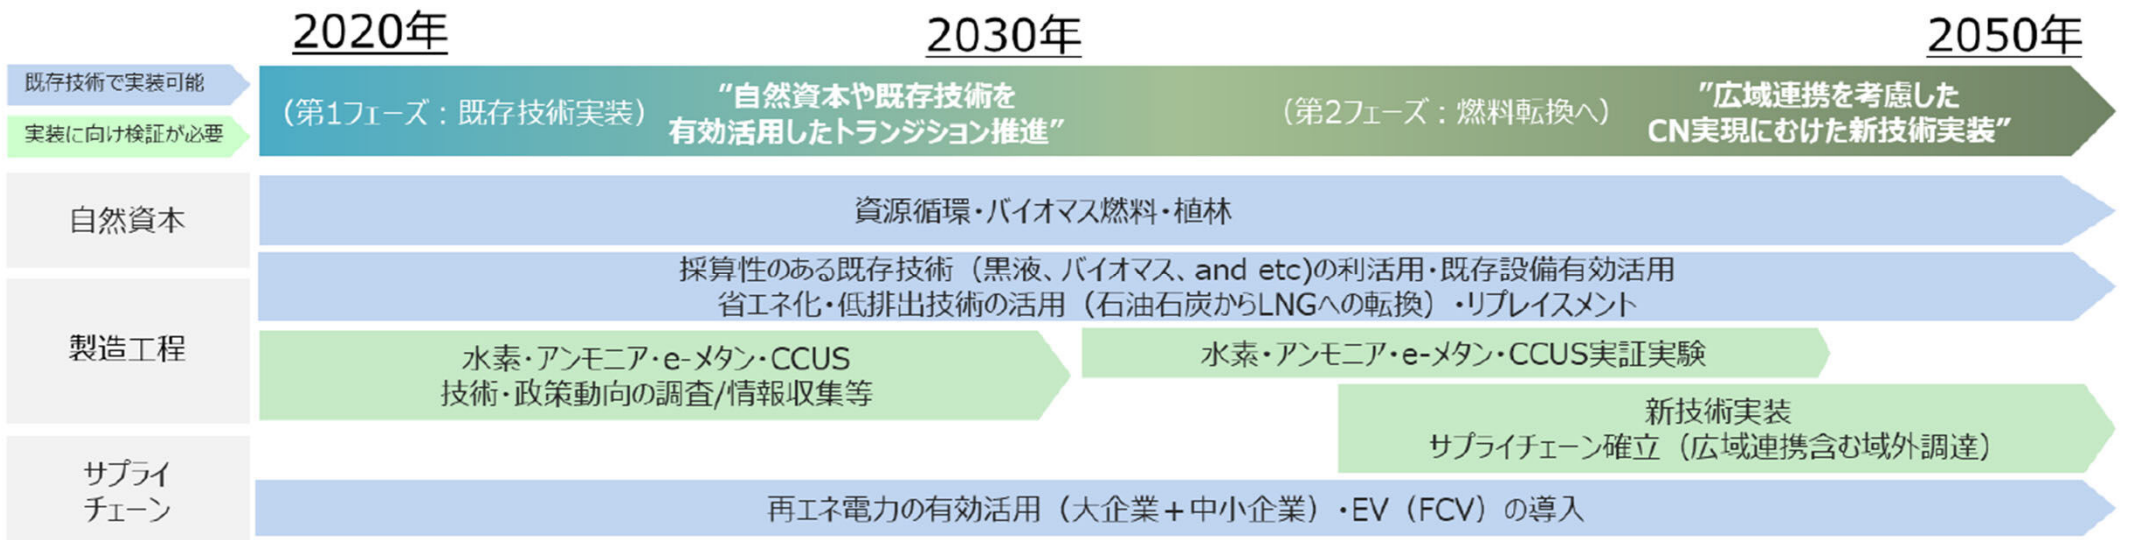 2020年
2030年
2050年
既存技術で実装可能
実装に向け検証が必要
（第1フェーズ：既存技術実装）
”自然資本や既存技術を
有効活用したトランジション推進”
（第2フェーズ：燃料転換へ）
”広域連携を考慮した
CN実現にむけた新技術実装”
自然資本
資源循環・バイオマス燃料・植林
製造工程
採算性のある既存技術（黒液、バイオマス、and etc)の利活用・既存設備有効活用
省エネ化・低排出技術の活用（石油石炭からLNGへの転換）・リプレイスメント
水素・アンモニア・e-メタン・CCUS
技術・政策動向の調査/情報収集等
水素・アンモニア・e-メタン・CCUS実証実験
新技術実装
サプライチェーン確立（広域連携含む域外調達）
サプライ
チェーン
再エネ電力の有効活用（大企業＋中小企業）・EV（FCV）の導入